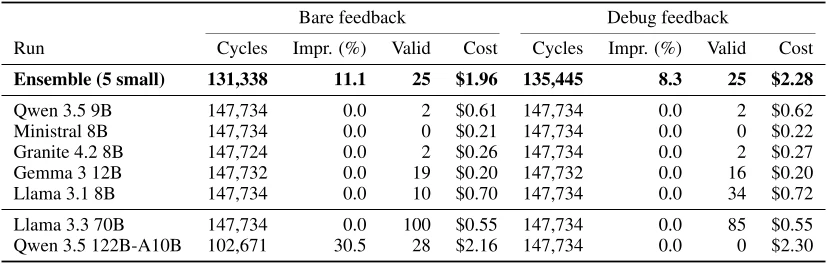 Bare feedback Debug feedback
Run Cycles Impr. (%) Valid Cost Cycles Impr. (%) Valid Cost
Ensemble (5 small) 131,338 11.1 25 $1.96 135,445 8.3 25 $2.28
Qwen 3.5 9B 147,734 0.0 2 $0.61 147,734 0.0 2 $0.62
Ministral 8B 147,734 0.0 0 $0.21 147,734 0.0 0 $0.22
Granite 4.2 8B 147,724 0.0 2 $0.26 147,734 0.0 2 $0.27
Gemma 3 12B 147,732 0.0 19 $0.20 147,732 0.0 16 $0.20
Llama 3.1 8B 147,734 0.0 10 $0.70 147,734 0.0 34 $0.72
Llama 3.3 70B 147,734 0.0 100 $0.55 147,734 0.0 85 $0.55
Qwen 3.5 122B-A10B 102,671 30.5 28 $2.16 147,734 0.0 0 $2.30